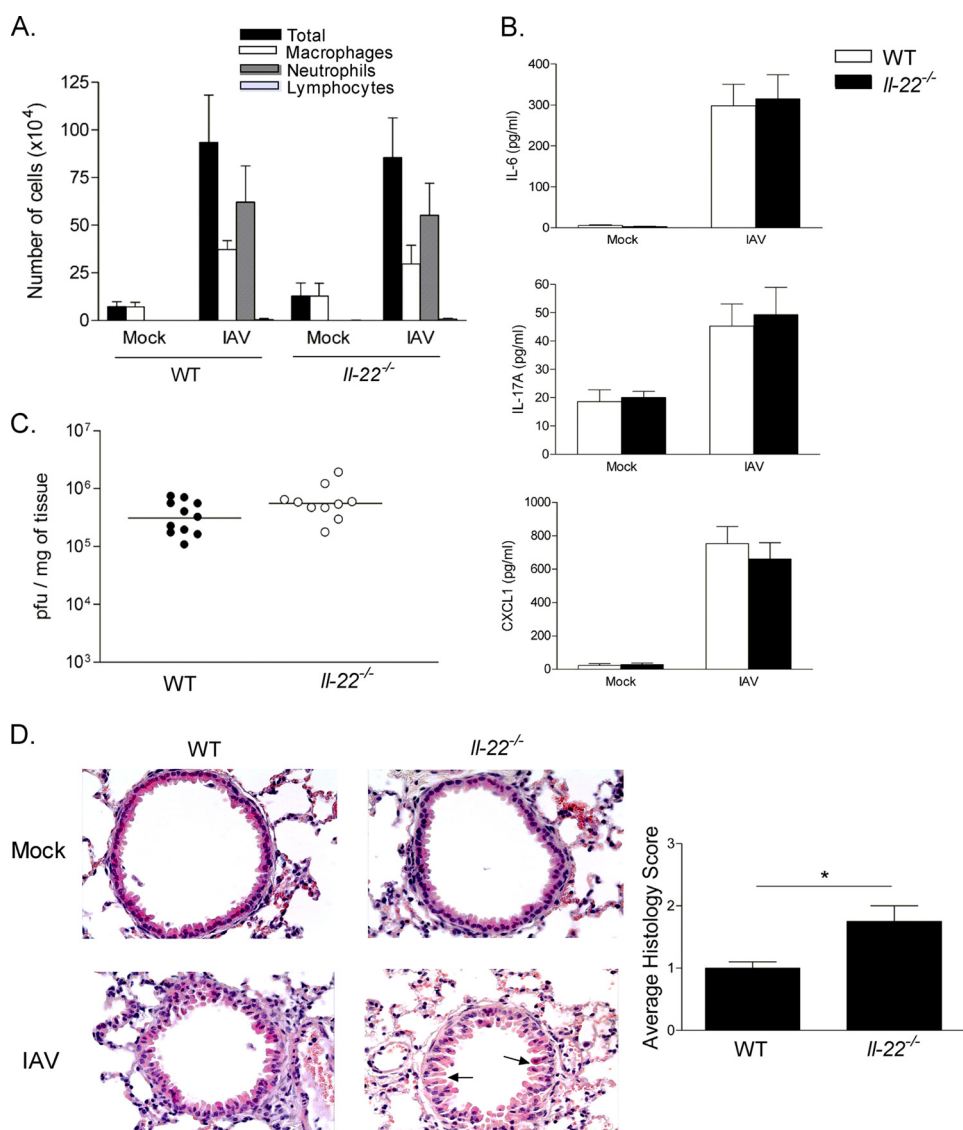 A.
Total
Macrophages
Neutrophils
Lymphocytes
Number of cells (x10⁴)
125
100
75
50
25
0
Mock
IAV
Mock
IAV
WT
Il-22⁻/⁻
B.
WT
Il-22⁻/⁻
IL-6 (pg/ml)
400
300
200
100
0
Mock
IAV
IL-17A (pg/ml)
60
50
40
30
20
10
0
Mock
IAV
CXCL1 (pg/ml)
1000
800
600
400
200
0
Mock
IAV
C.
pfu / mg of tissue
10⁷
10⁶
10⁵
10⁴
10³
WT
Il-22⁻/⁻
D.
WT
Il-22⁻/⁻
Mock
IAV
Average Histology Score
3
2
1
0
*
WT
Il-22⁻/⁻